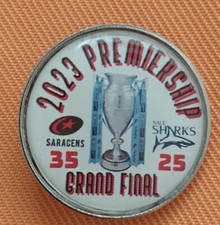 2023 PREMIERSHIP
SARACENS
SALE
SHARKS
35
25
GRAND FINAL